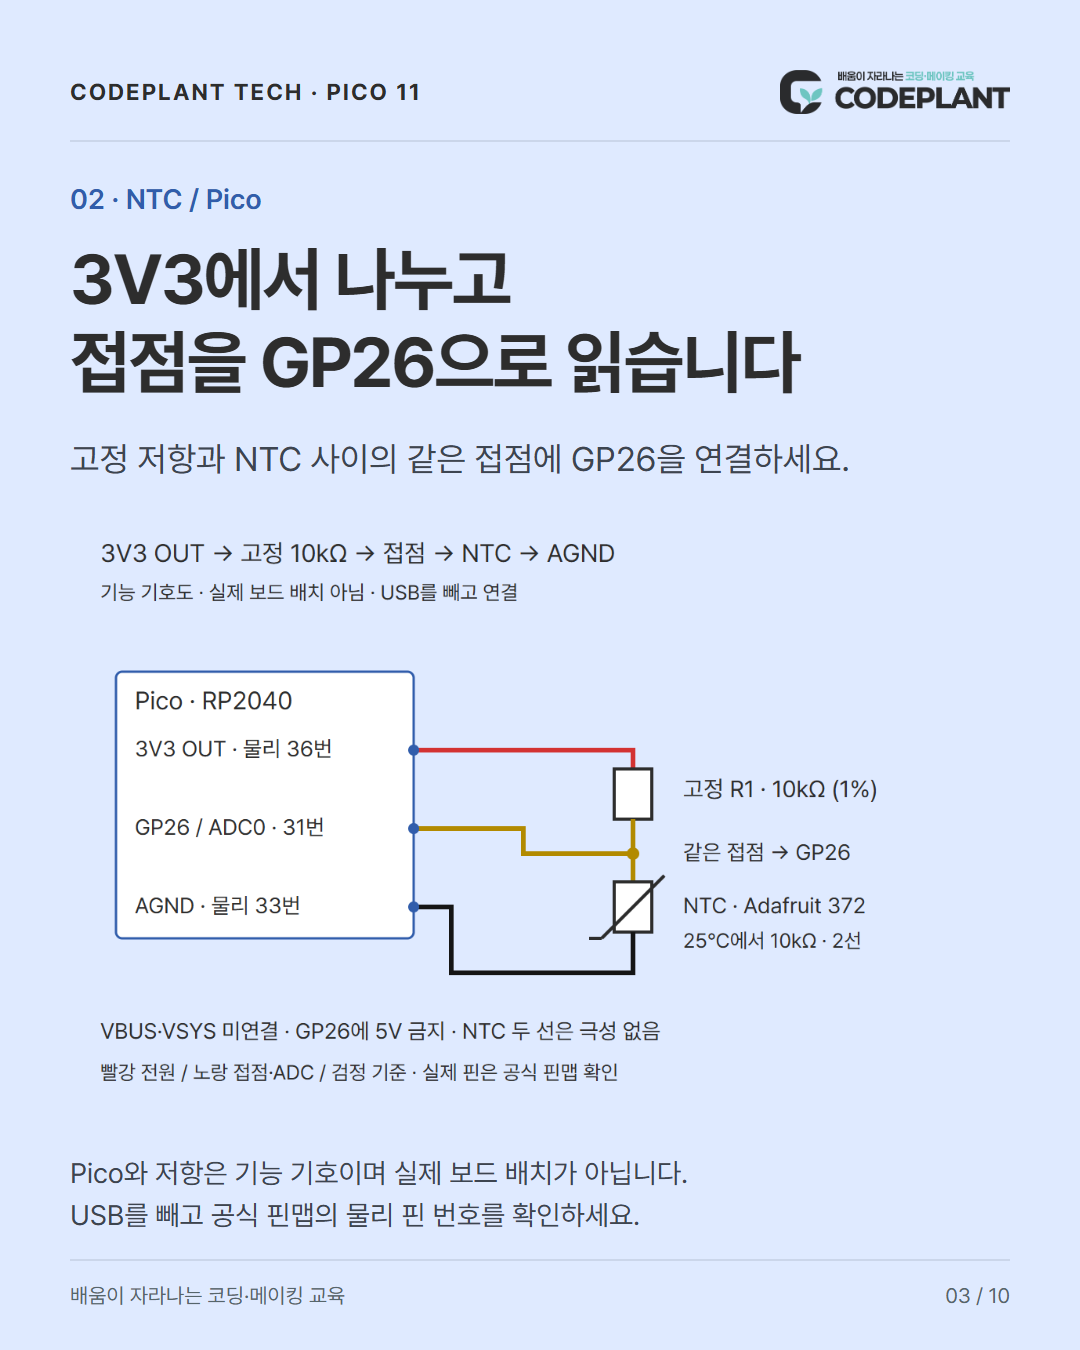 CODEPLANT TECH · PICO 11
배움이 자라나는 코딩·메이킹 교육
CODEPLANT
02 · NTC / Pico
3V3에서 나누고
접점을 GP26으로 읽습니다
고정 저항과 NTC 사이의 같은 접점에 GP26을 연결하세요.
3V3 OUT → 고정 10kΩ → 접점 → NTC → AGND
기능 기호도 · 실제 보드 배치 아님 · USB를 빼고 연결
Pico · RP2040
3V3 OUT · 물리 36번
GP26 / ADC0 · 31번
AGND · 물리 33번
고정 R1 · 10kΩ (1%)
같은 접점 → GP26
NTC · Adafruit 372
25°C에서 10kΩ · 2선
VBUS·VSYS 미연결 · GP26에 5V 금지 · NTC 두 선은 극성 없음
빨강 전원 / 노랑 접점·ADC / 검정 기준 · 실제 핀은 공식 핀맵 확인
Pico와 저항은 기능 기호이며 실제 보드 배치가 아닙니다.
USB를 빼고 공식 핀맵의 물리 핀 번호를 확인하세요.
배움이 자라나는 코딩·메이킹 교육
03 / 10